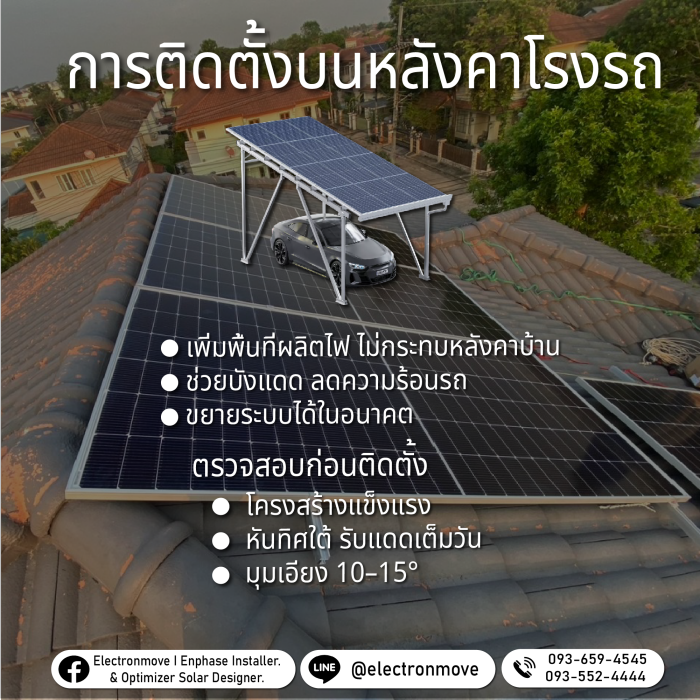 การติดตั้งบนหลังคาโรงรถ
● เพิ่มพื้นที่ผลิตไฟ ไม่กระทบหลังคาบ้าน
● ช่วยบังแดด ลดความร้อนรถ
● ขยายระบบได้ในอนาคต
ตรวจสอบก่อนติดตั้ง
● โครงสร้างแข็งแรง
● หันทิศใต้ รับแดดเต็มวัน
● มุมเอียง 10–15°
Electronmove I Enphase Installer.
& Optimizer Solar Designer.
LINE @electronmove
093-659-4545
093-552-4444